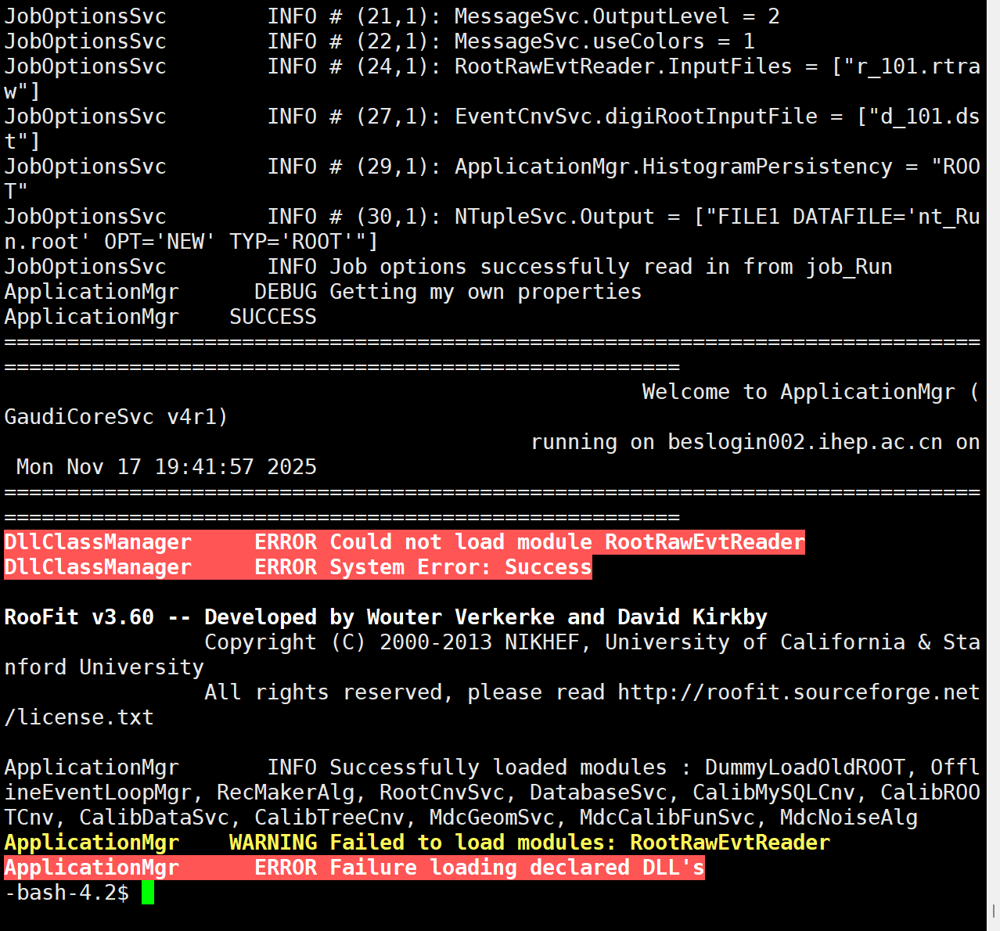 JobOptionsSvc        INFO # (21,1): MessageSvc.OutputLevel = 2
JobOptionsSvc        INFO # (22,1): MessageSvc.useColors = 1
JobOptionsSvc        INFO # (24,1): RootRawEvtReader.InputFiles = ["r_101.rtra
w"]
JobOptionsSvc        INFO # (27,1): EventCnvSvc.digiRootInputFile = ["d_101.ds
t"]
JobOptionsSvc        INFO # (29,1): ApplicationMgr.HistogramPersistency = "ROO
T"
JobOptionsSvc        INFO # (30,1): NTupleSvc.Output = ["FILE1 DATAFILE='nt_Ru
n.root' OPT='NEW' TYP='ROOT'"]
JobOptionsSvc        INFO Job options successfully read in from job_Run
ApplicationMgr      DEBUG Getting my own properties
ApplicationMgr    SUCCESS
==============================================================================
======================================================
                                                   Welcome to ApplicationMgr (
GaudiCoreSvc v4r1)
                                          running on beslogin002.ihep.ac.cn on
 Mon Nov 17 19:41:57 2025
==============================================================================
======================================================
DllClassManager     ERROR Could not load module RootRawEvtReader
DllClassManager     ERROR System Error: Success
RooFit v3.60 -- Developed by Wouter Verkerke and David Kirkby
                Copyright (C) 2000-2013 NIKHEF, University of California & Sta
nford University
                All rights reserved, please read http://roofit.sourceforge.net
/license.txt
ApplicationMgr       INFO Successfully loaded modules : DummyLoadOldROOT, Offl
ineEventLoopMgr, RecMakerAlg, RootCnvSvc, DatabaseSvc, CalibMySQLCnv, CalibROO
TCnv, CalibDataSvc, CalibTreeCnv, MdcGeomSvc, MdcCalibFunSvc, MdcNoiseAlg
ApplicationMgr    WARNING Failed to load modules: RootRawEvtReader
ApplicationMgr      ERROR Failure loading declared DLL's
-bash-4.2$